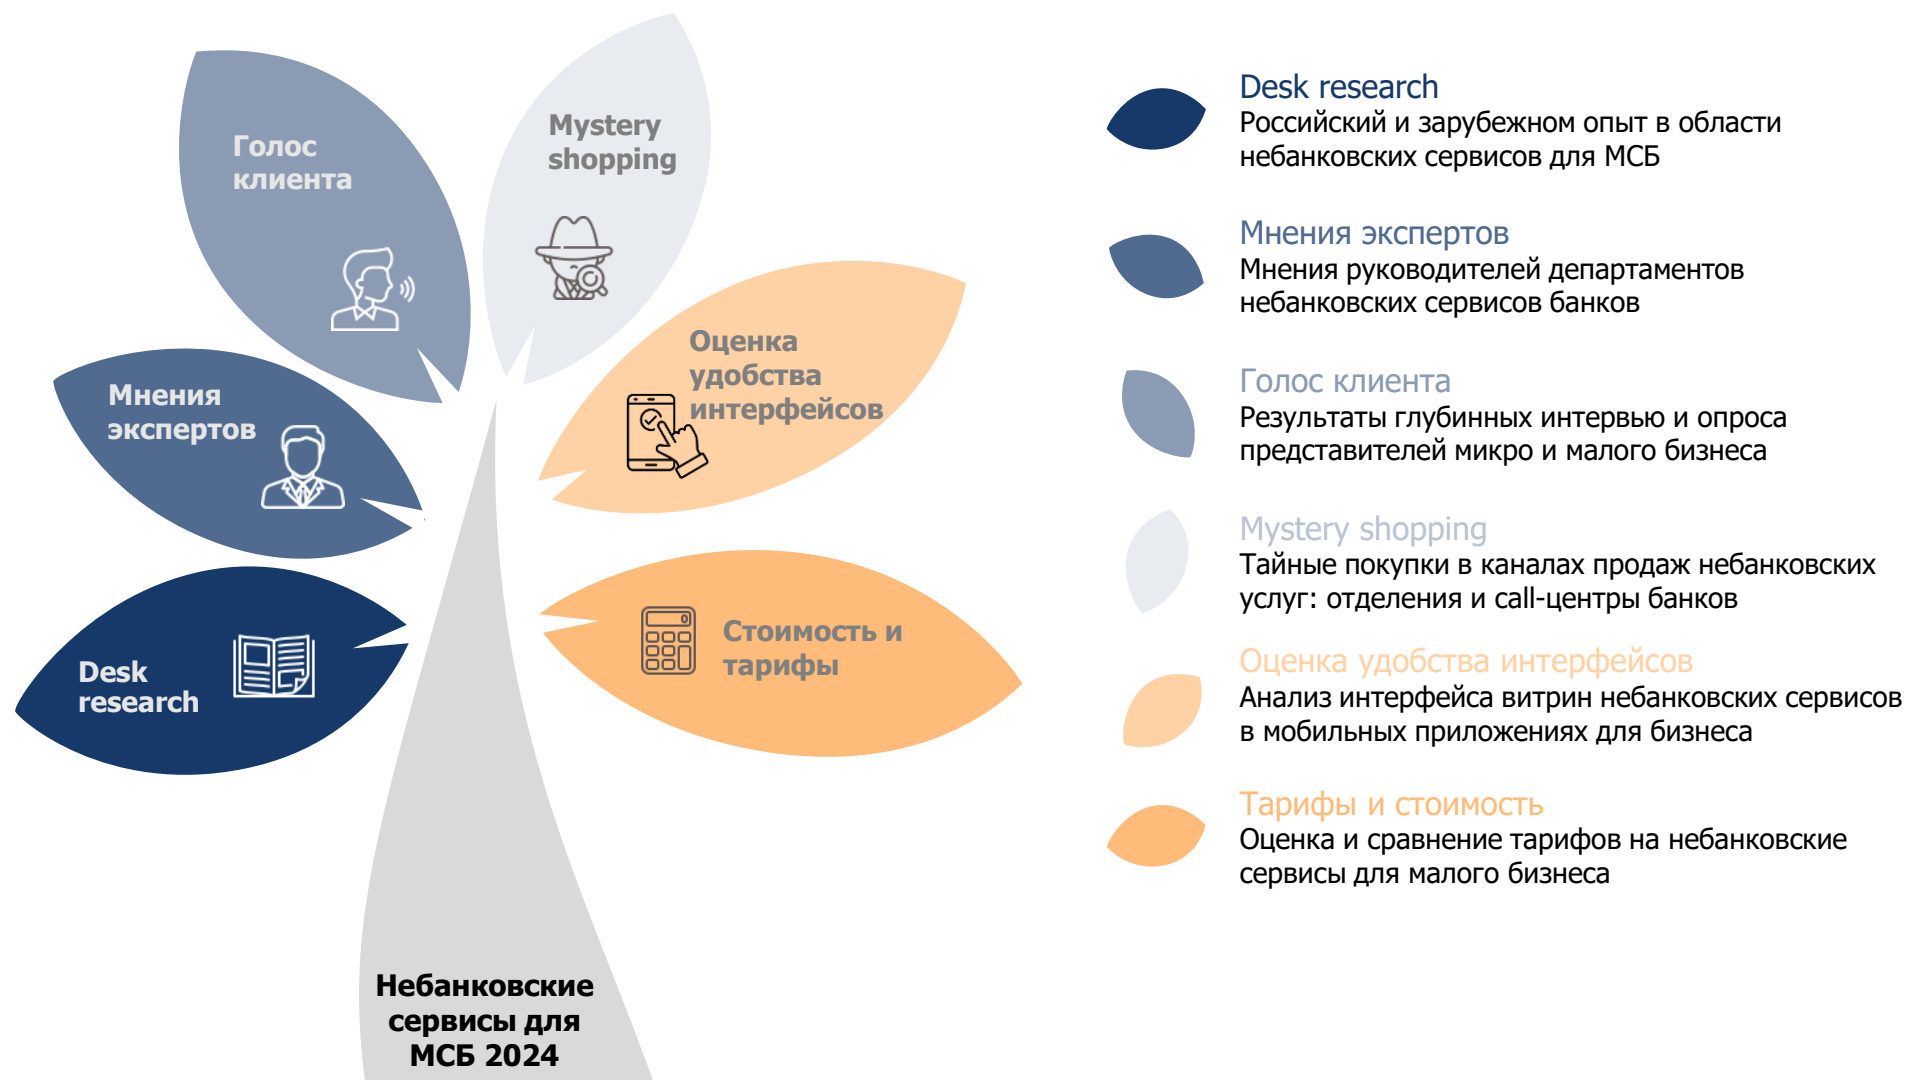 Mystery
shopping
Голос
клиента
Оценка
удобства
интерфейсов
Мнения
экспертов
Стоимость и
тарифы
Desk
research
Небанковские
сервисы для
МСБ 2024
Desk research
Российский и зарубежном опыт в области
небанковских сервисов для МСБ
Мнения экспертов
Мнения руководителей департаментов
небанковских сервисов банков
Голос клиента
Результаты глубинных интервью и опроса
представителей микро и малого бизнеса
Mystery shopping
Тайные покупки в каналах продаж небанковских
услуг: отделения и call-центры банков
Оценка удобства интерфейсов
Анализ интерфейса витрин небанковских сервисов
в мобильных приложениях для бизнеса
Тарифы и стоимость
Оценка и сравнение тарифов на небанковские
сервисы для малого бизнеса